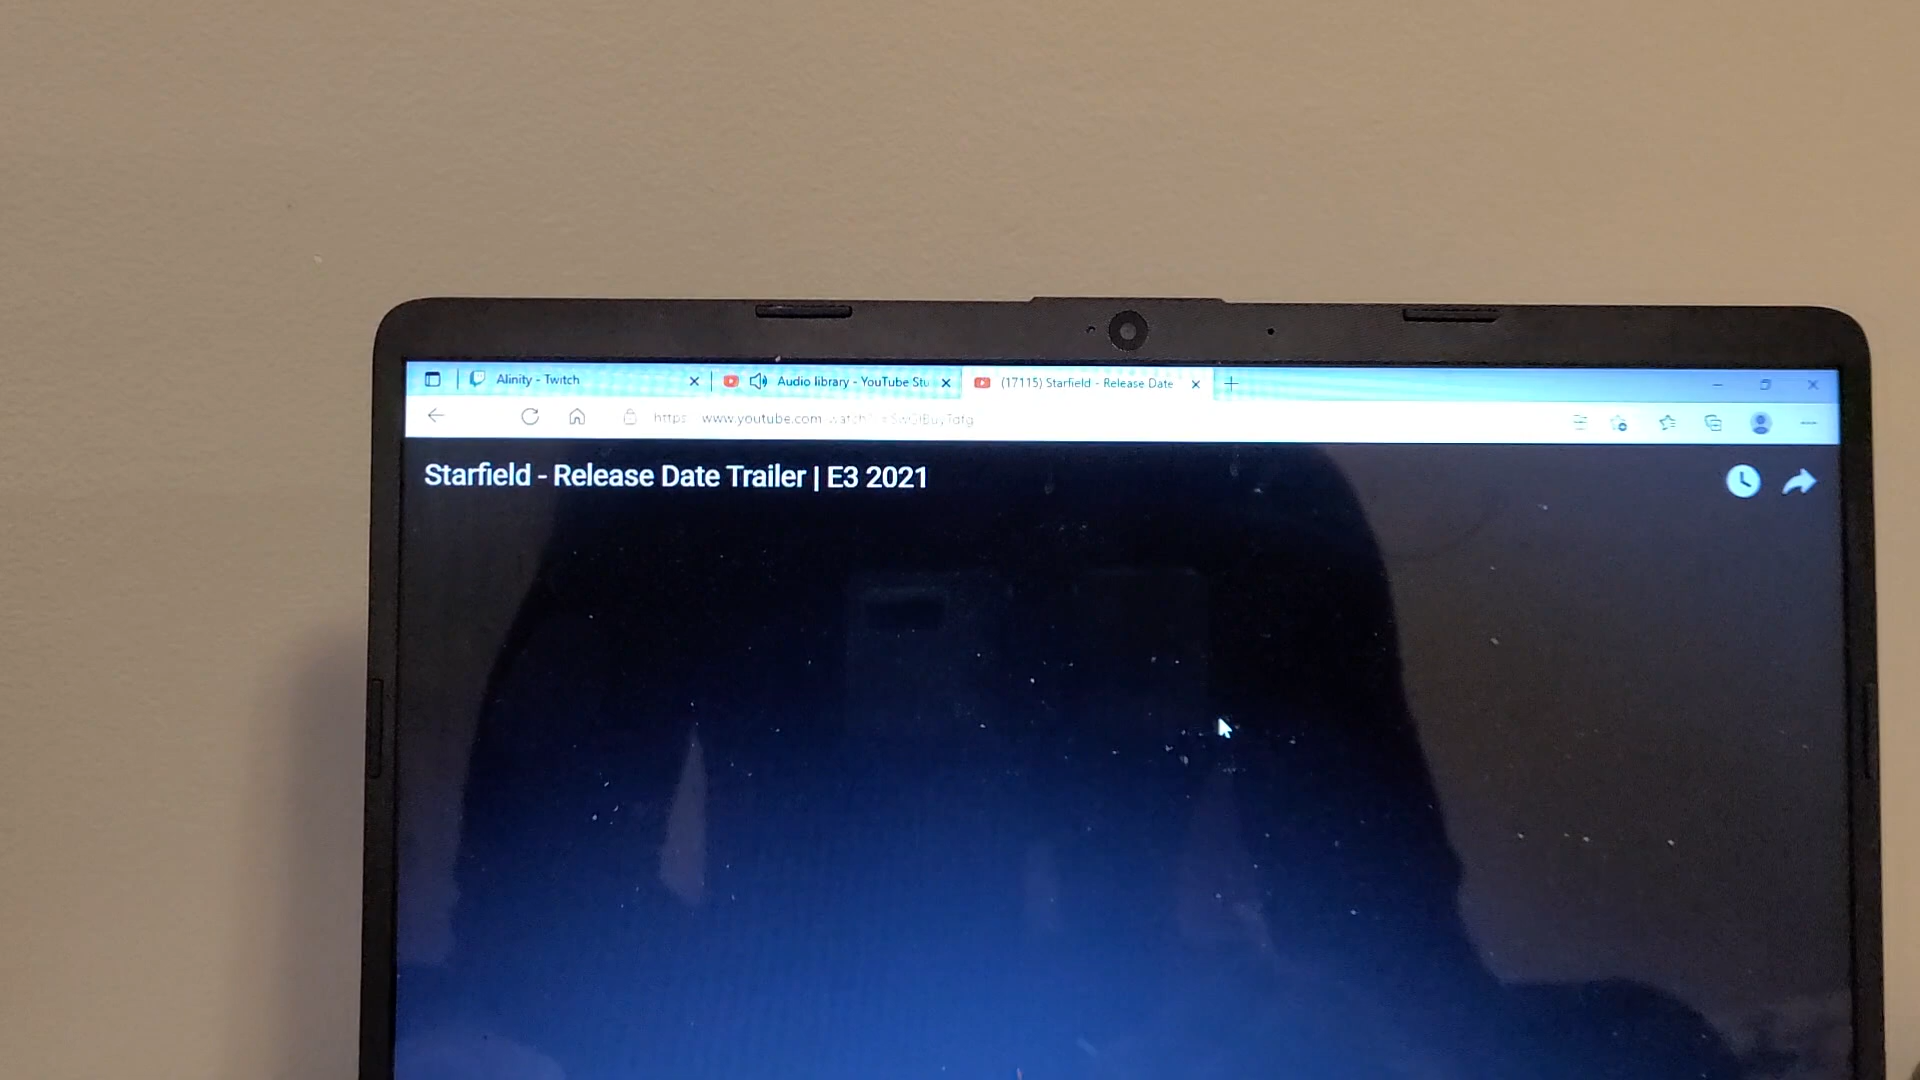 Alinity - Twitch
Audio library - YouTube Stu
(17115) Starfield - Release Date
https www.youtube.com
Starfield - Release Date Trailer | E3 2021